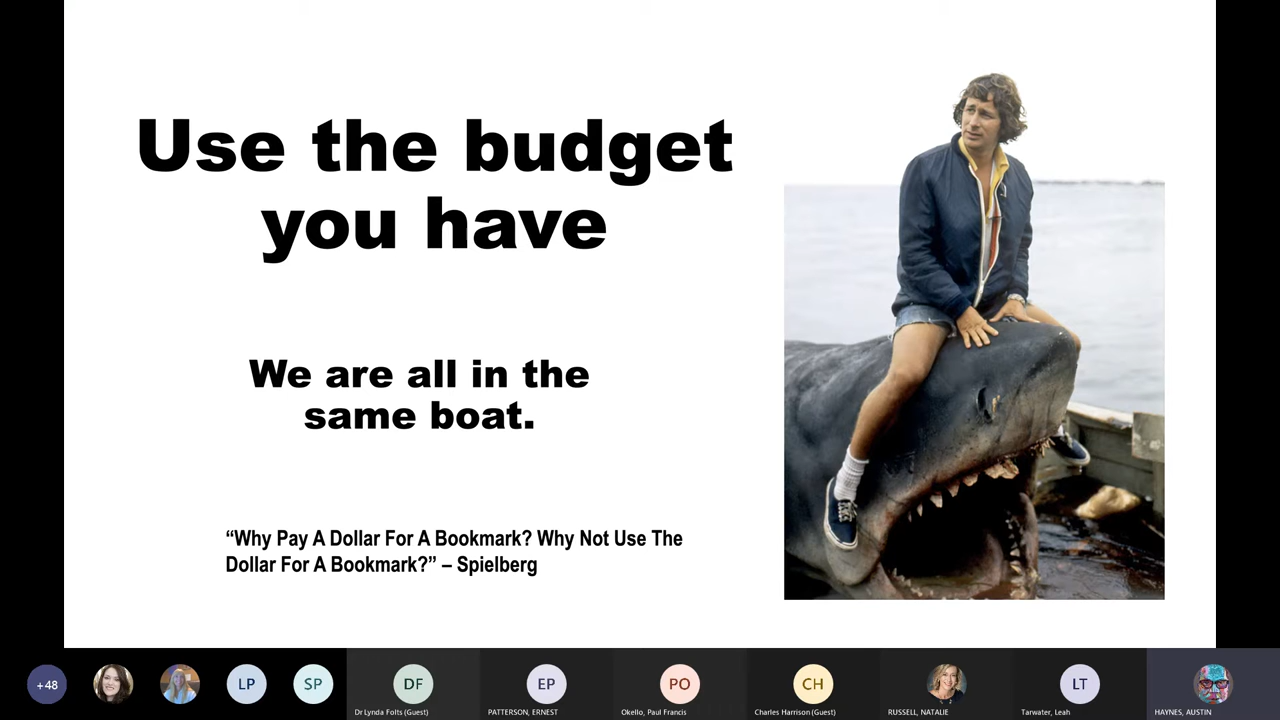 Use the budget
you have
We are all in the
same boat.
“Why Pay A Dollar For A Bookmark? Why Not Use The
Dollar For A Bookmark?” – Spielberg
+48
LP
SP
DF
EP
PO
CH
LT
Dr Lynda Folts (Guest)
PATTERSON, ERNEST
Okello, Paul Francis
Charles Harrison (Guest)
RUSSELL, NATALIE
Tarwater, Leah
HAYNES, AUSTIN